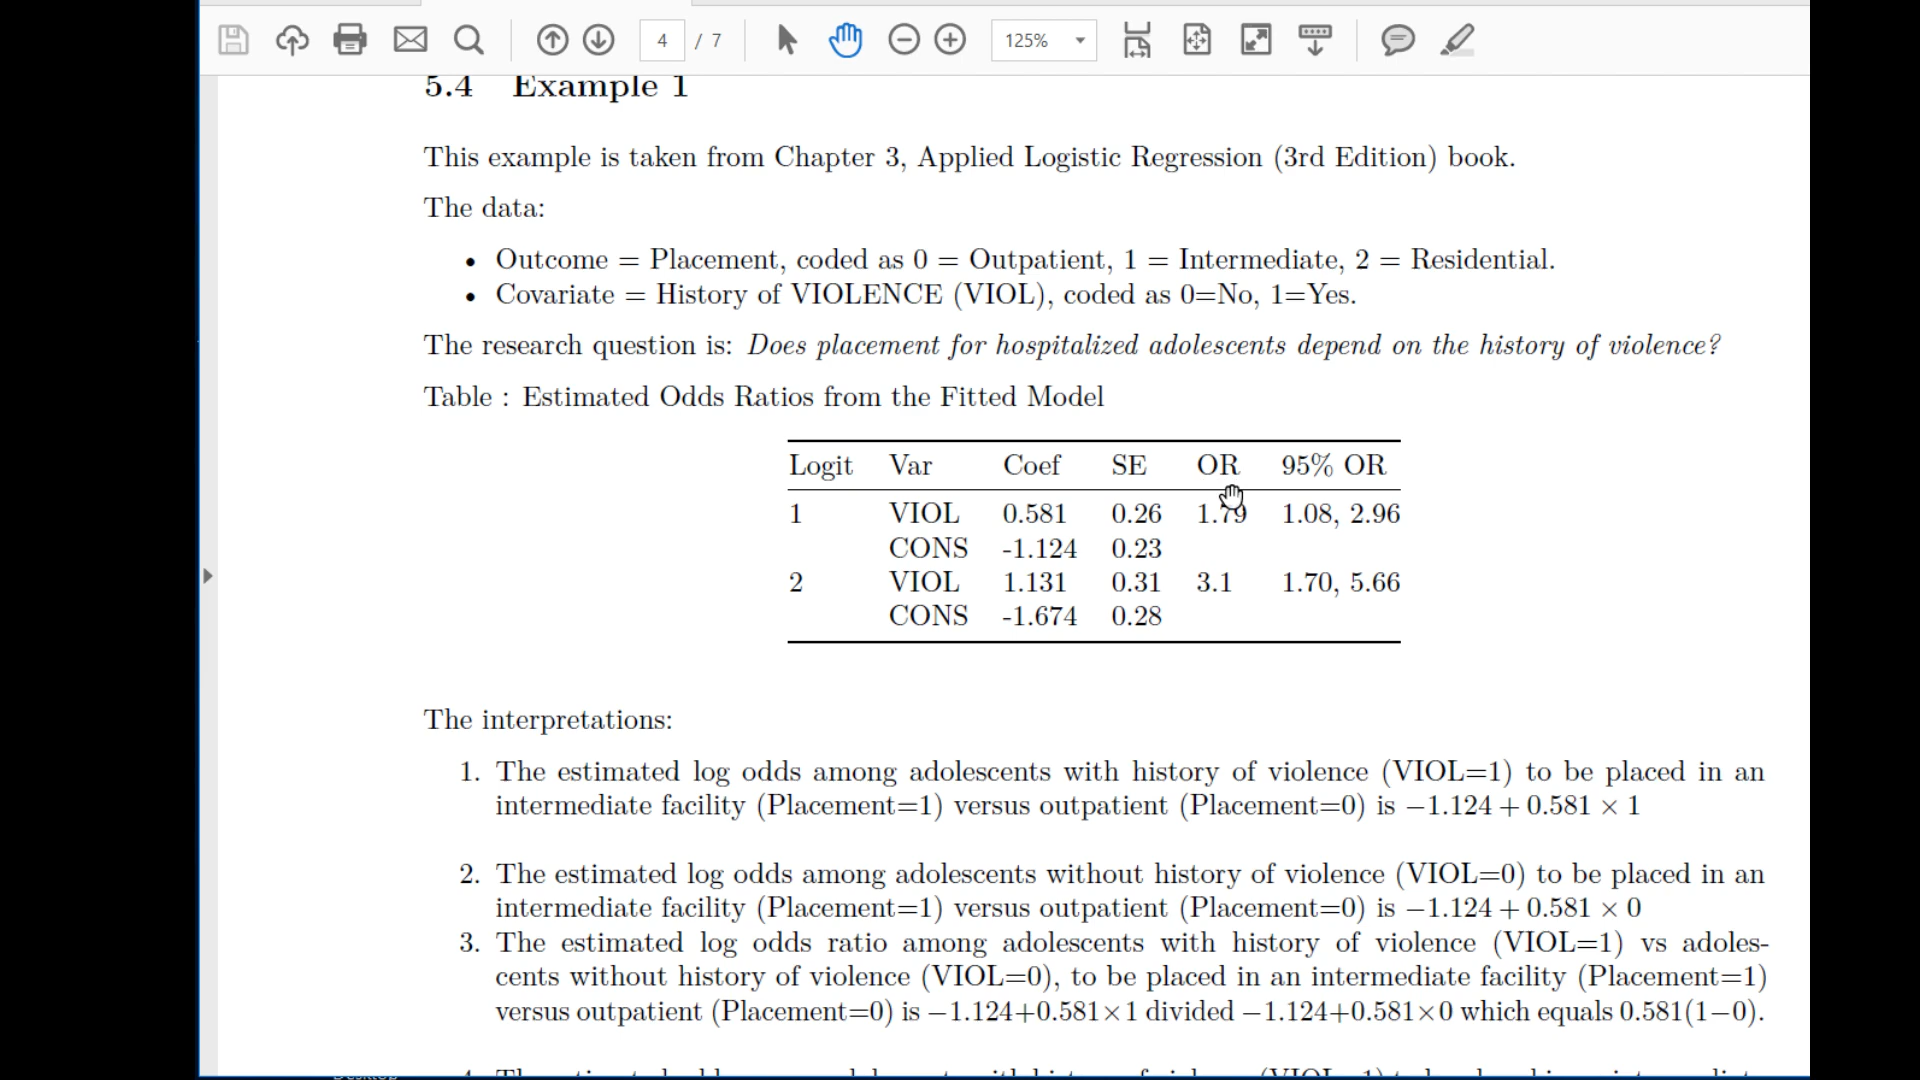 4 / 7 125%
5.4 Example 1
This example is taken from Chapter 3, Applied Logistic Regression (3rd Edition) book.
The data:
• Outcome = Placement, coded as 0 = Outpatient, 1 = Intermediate, 2 = Residential.
• Covariate = History of VIOLENCE (VIOL), coded as 0=No, 1=Yes.
The research question is: Does placement for hospitalized adolescents depend on the history of violence?
Table : Estimated Odds Ratios from the Fitted Model
Logit Var Coef SE OR 95% OR
1 VIOL 0.581 0.26 1.79 1.08, 2.96
CONS -1.124 0.23
2 VIOL 1.131 0.31 3.1 1.70, 5.66
CONS -1.674 0.28
The interpretations:
1. The estimated log odds among adolescents with history of violence (VIOL=1) to be placed in an
intermediate facility (Placement=1) versus outpatient (Placement=0) is −1.124 + 0.581 × 1
2. The estimated log odds among adolescents without history of violence (VIOL=0) to be placed in an
intermediate facility (Placement=1) versus outpatient (Placement=0) is −1.124 + 0.581 × 0
3. The estimated log odds ratio among adolescents with history of violence (VIOL=1) vs adoles-
cents without history of violence (VIOL=0), to be placed in an intermediate facility (Placement=1)
versus outpatient (Placement=0) is −1.124+0.581×1 divided −1.124+0.581×0 which equals 0.581(1−0).